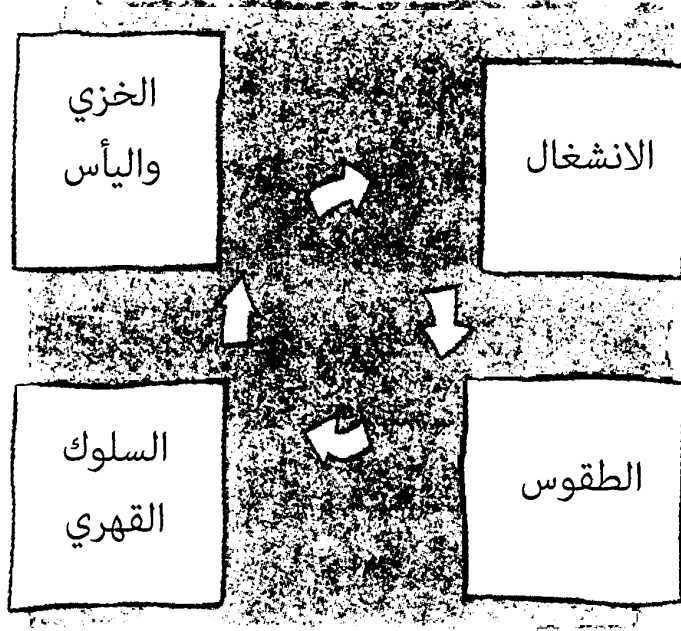 الخزي
واليأس
الانشغال
الطقوس
السلوك
القهري